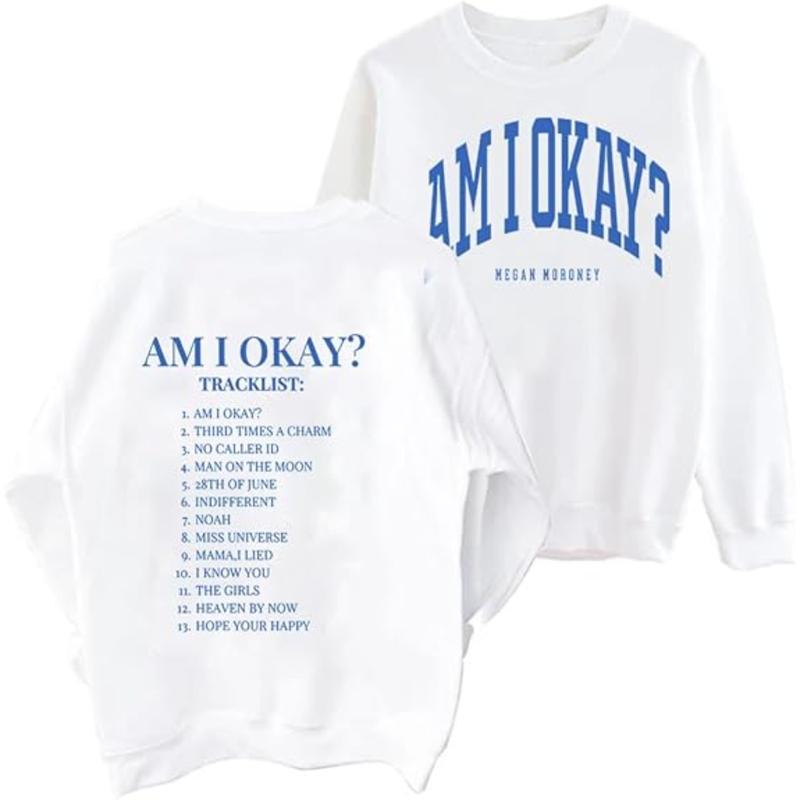 AM I OKAY?
MEGAN MORONEY
AM I OKAY?
TRACKLIST:
1. AM I OKAY?
2. THIRD TIMES A CHARM
3. NO CALLER ID
4. MAN ON THE MOON
5. 28TH OF JUNE
6. INDIFFERENT
7. NOAH
8. MISS UNIVERSE
9. MAMA,I LIED
10. I KNOW YOU
11. THE GIRLS
12. HEAVEN BY NOW
13. HOPE YOUR HAPPY